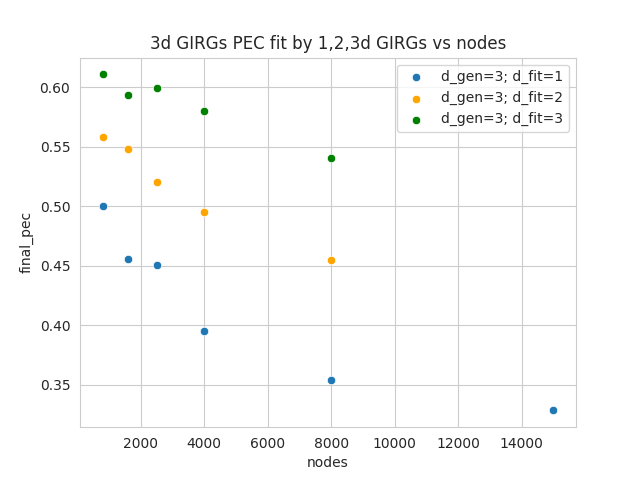 3d GIRGs PEC fit by 1,2,3d GIRGs vs nodes
d_gen=3; d_fit=1
d_gen=3; d_fit=2
d_gen=3; d_fit=3
final_pec
0.60
0.55
0.50
0.45
0.40
0.35
2000 4000 6000 8000 10000 12000 14000
nodes